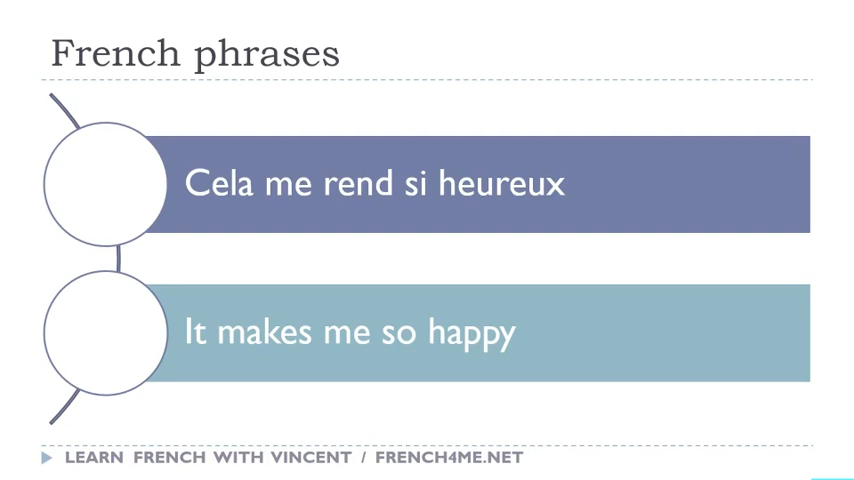 French phrases
Cela me rend si heureux
It makes me so happy
LEARN FRENCH WITH VINCENT / FRENCH4ME.NET